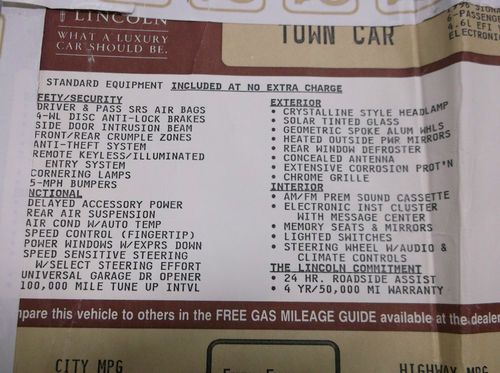 LINCOLN
WHAT A LUXURY
CAR SHOULD BE.
TOWN CAR
1996 SIGNA
6-PASSENG
4.6L EFI
ELECTRONI
STANDARD EQUIPMENT INCLUDED AT NO EXTRA CHARGE
FETY/SECURITY
DRIVER & PASS SRS AIR BAGS
4-WL DISC ANTI-LOCK BRAKES
SIDE DOOR INTRUSION BEAM
FRONT/REAR CRUMPLE ZONES
ANTI-THEFT SYSTEM
REMOTE KEYLESS/ILLUMINATED
ENTRY SYSTEM
CORNERING LAMPS
5-MPH BUMPERS
NCTIONAL
DELAYED ACCESSORY POWER
REAR AIR SUSPENSION
AIR COND W/AUTO TEMP
SPEED CONTROL (FINGERTIP)
POWER WINDOWS W/EXPRS DOWN
SPEED SENSITIVE STEERING
W/SELECT STEERING EFFORT
UNIVERSAL GARAGE DR OPENER
100,000 MILE TUNE UP INTVL
EXTERIOR
• CRYSTALLINE STYLE HEADLAMP
• SOLAR TINTED GLASS
• GEOMETRIC SPOKE ALUM WHLS
• HEATED OUTSIDE PWR MIRRORS
• REAR WINDOW DEFROSTER
• CONCEALED ANTENNA
• EXTENSIVE CORROSION PROT'N
• CHROME GRILLE
INTERIOR
• AM/FM PREM SOUND CASSETTE
• ELECTRONIC INST CLUSTER
WITH MESSAGE CENTER
• MEMORY SEATS & MIRRORS
• LIGHTED SWITCHES
• STEERING WHEEL W/AUDIO &
CLIMATE CONTROLS
THE LINCOLN COMMITMENT
• 24 HR. ROADSIDE ASSIST
• 4 YR/50,000 MI WARRANTY
mpare this vehicle to others in the FREE GAS MILEAGE GUIDE available at the dealer
CITY MPG
HIGHWAY MPG